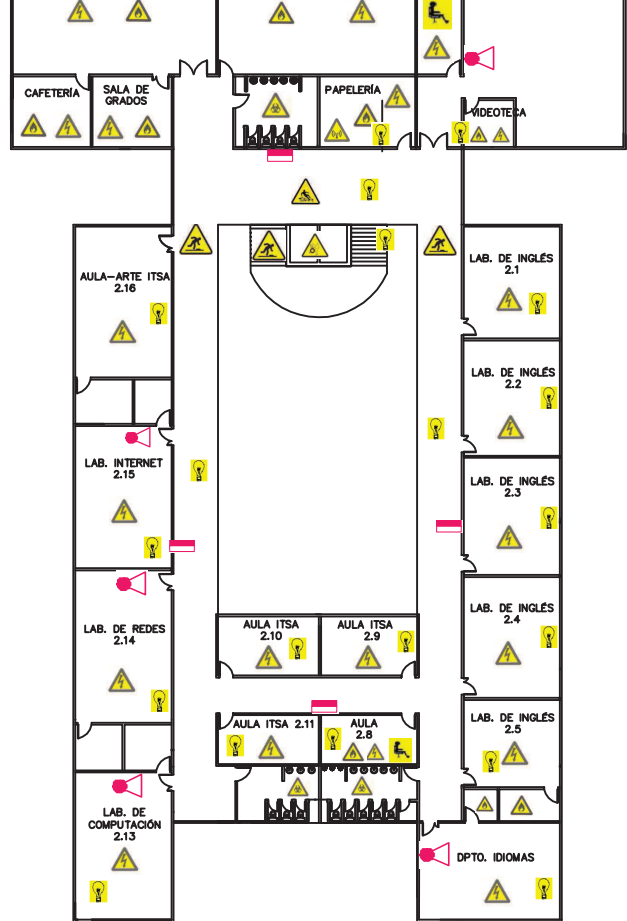 CAFETERÍA
SALA DE
GRADOS
PAPELERÍA
VIDEOTECA
AULA-ARTE ITSA
2.16
LAB. DE INGLÉS
2.1
LAB. DE INGLÉS
2.2
LAB. INTERNET
2.15
LAB. DE INGLÉS
2.3
LAB. DE REDES
2.14
AULA ITSA
2.10
AULA ITSA
2.9
LAB. DE INGLÉS
2.4
AULA ITSA 2.11
AULA
2.8
LAB. DE INGLÉS
2.5
LAB. DE
COMPUTACIÓN
2.13
DPTO. IDIOMAS